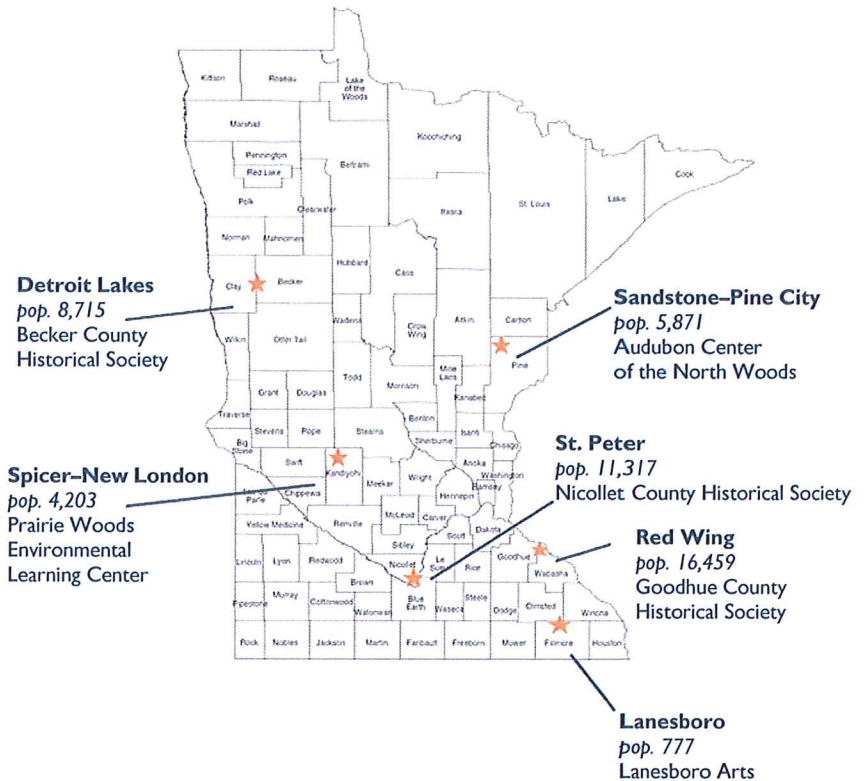 Kittson
Roseau
Lake
of the
Woods
Marshall
Koochiching
Pennington
Red Lake
Beltrami
Cook
Polk
Clearwater
St. Louis
Lake
Itasca
Norman
Mahnomen
Hubbard
Cass
Clay
Becker
Detroit Lakes
pop. 8,715
Becker County
Historical Society
Sandstone–Pine City
pop. 5,871
Audubon Center
of the North Woods
Wadena
Crow
Wing
Aitkin
Carlton
Wilkin
Otter Tail
Pine
Todd
Mille
Lacs
Kanabec
Morrison
Grant
Douglas
Traverse
Benton
Stevens
Pope
Stearns
Isanti
Big
Stone
Sherburne
Chisago
Swift
Kandiyohi
Anoka
Washington
Wright
Meeker
Hennepin
Ramsey
Chippewa
Parle
St. Peter
pop. 11,317
Nicollet County Historical Society
Spicer–New London
pop. 4,203
Prairie Woods
Environmental
Learning Center
McLeod
Carver
Yellow Medicine
Renville
Scott
Dakota
Sibley
Goodhue
Red Wing
pop. 16,459
Goodhue County
Historical Society
Lincoln
Lyon
Redwood
Nicollet
Le
Sueur
Rice
Wabasha
Brown
Pipestone
Murray
Cottonwood
Watonwan
Blue
Earth
Waseca
Steele
Dodge
Olmsted
Winona
Rock
Nobles
Jackson
Martin
Faribault
Freeborn
Mower
Fillmore
Houston
Lanesboro
pop. 777
Lanesboro Arts